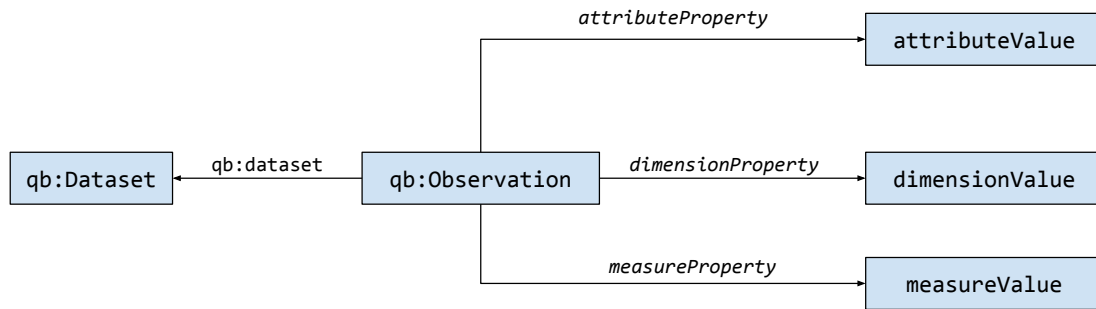 attributeProperty
attributeValue
qb:Dataset
qb:dataset
qb:Observation
dimensionProperty
dimensionValue
measureProperty
measureValue